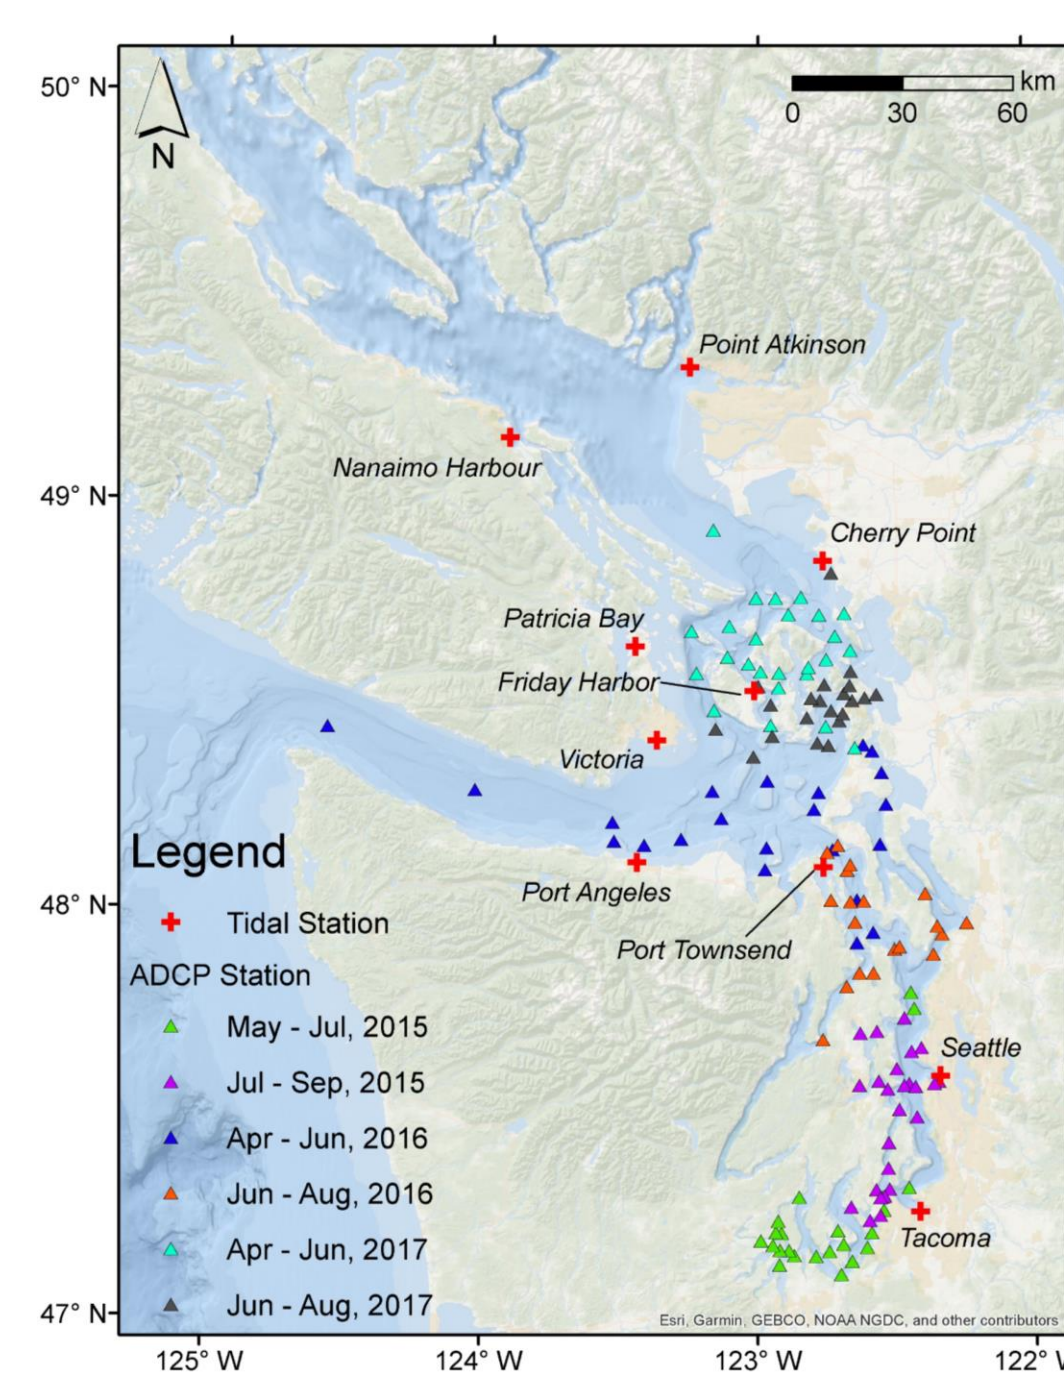 50° N
km
0 30 60
N
Point Atkinson
Nanaimo Harbour
49° N
Cherry Point
Patricia Bay
Friday Harbor
Victoria
Legend
Port Angeles
48° N
Tidal Station
Port Townsend
ADCP Station
May - Jul, 2015
Seattle
Jul - Sep, 2015
Apr - Jun, 2016
Jun - Aug, 2016
Tacoma
Apr - Jun, 2017
Jun - Aug, 2017
47° N
Esri, Garmin, GEBCO, NOAA NGDC, and other contributors
125° W 124° W 123° W 122° W